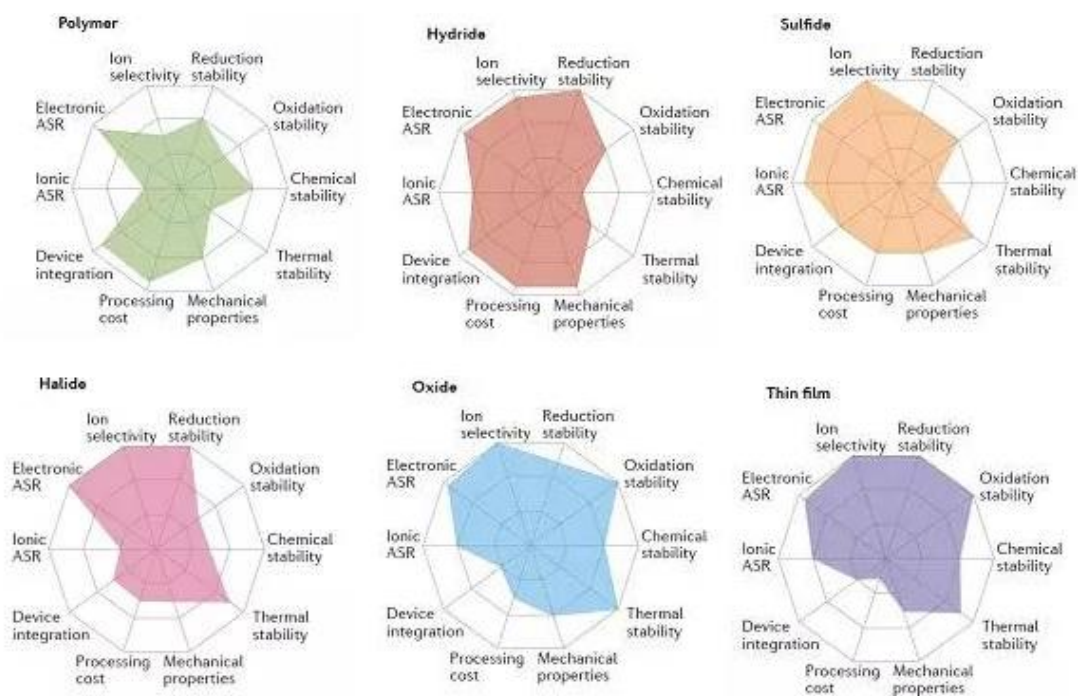 Polymer
Ion
selectivity
Reduction
stability
Electronic
ASR
Oxidation
stability
Ionic
ASR
Chemical
stability
Device
integration
Thermal
stability
Processing
cost
Mechanical
properties
Hydride
Ion
selectivity
Reduction
stability
Electronic
ASR
Oxidation
stability
Ionic
ASR
Chemical
stability
Device
integration
Thermal
stability
Processing
cost
Mechanical
properties
Sulfide
Ion
selectivity
Reduction
stability
Electronic
ASR
Oxidation
stability
Ionic
ASR
Chemical
stability
Device
integration
Thermal
stability
Processing
cost
Mechanical
properties
Halide
Ion
selectivity
Reduction
stability
Electronic
ASR
Oxidation
stability
Ionic
ASR
Chemical
stability
Device
integration
Thermal
stability
Processing
cost
Mechanical
properties
Oxide
Ion
selectivity
Reduction
stability
Electronic
ASR
Oxidation
stability
Ionic
ASR
Chemical
stability
Device
integration
Thermal
stability
Processing
cost
Mechanical
properties
Thin film
Ion
selectivity
Reduction
stability
Electronic
ASR
Oxidation
stability
Ionic
ASR
Chemical
stability
Device
integration
Thermal
stability
Processing
cost
Mechanical
properties